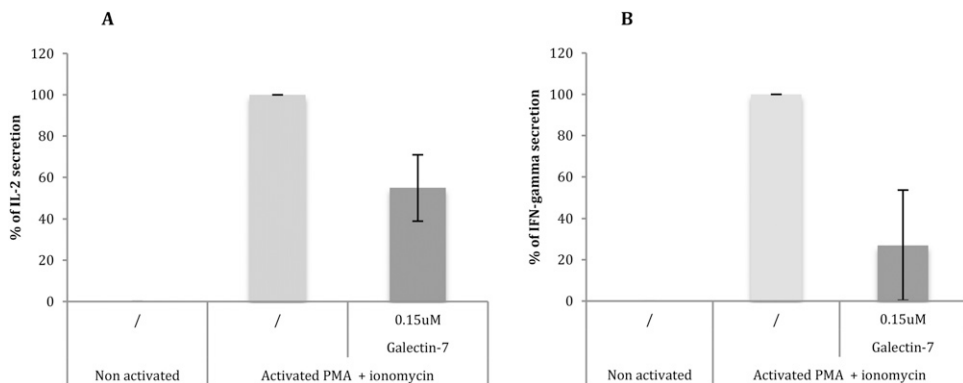 A
% of IL-2 secretion
120
100
80
60
40
20
0
/
/
0.15uM
Galectin-7
Non activated
Activated PMA + ionomycin
B
% of IFN-gamma secretion
120
100
80
60
40
20
0
/
/
0.15uM
Galectin-7
Non activated
Activated PMA + ionomycin